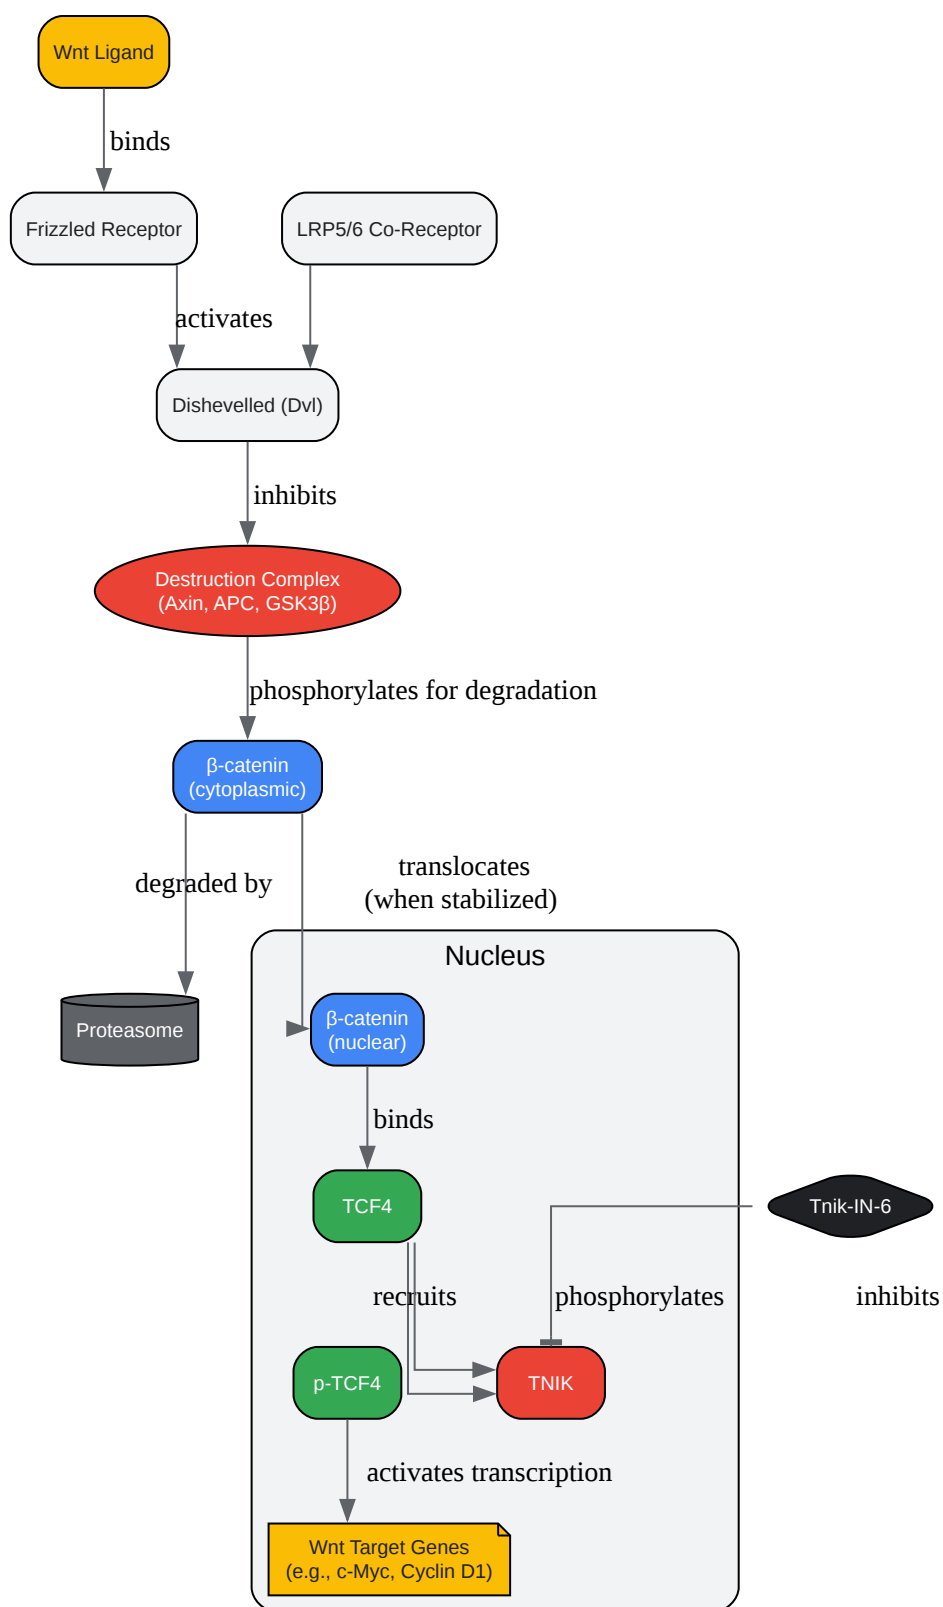 Wnt Ligand
binds
Frizzled Receptor
LRP5/6 Co-Receptor
activates
Dishevelled (Dvl)
inhibits
Destruction Complex
(Axin, APC, GSK3β)
phosphorylates for degradation
β-catenin
(cytoplasmic)
degraded by
translocates
(when stabilized)
Nucleus
Proteasome
β-catenin
(nuclear)
binds
TCF4
Tnik-IN-6
recruits
phosphorylates
inhibits
p-TCF4
TNIK
activates transcription
Wnt Target Genes
(e.g., c-Myc, Cyclin D1)